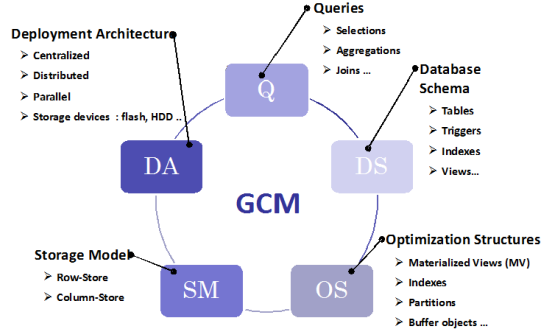 Queries
➢ Selections
➢ Aggregations
➢ Joins ...
Deployment Architecture
➢ Centralized
➢ Distributed
➢ Parallel
➢ Storage devices : flash, HDD ..
Database
Schema
➢ Tables
➢ Triggers
➢ Indexes
➢ Views...
Q
DA
DS
GCM
Storage Model
➢ Row-Store
➢ Column-Store
SM
OS
Optimization Structures
➢ Materialized Views (MV)
➢ Indexes
➢ Partitions
➢ Buffer objects ...